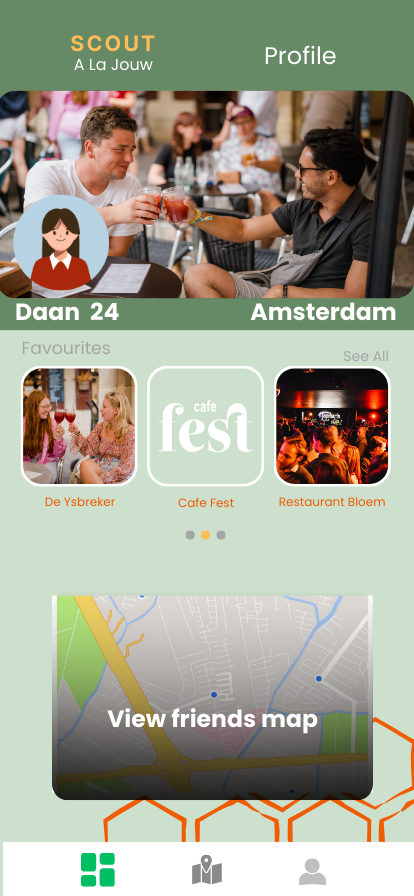 SCOUT
A La Jouw
Profile
Daan 24
Amsterdam
Favourites
See All
cafe
fest
De Ysbreker
Cafe Fest
Restaurant Bloem
View friends map